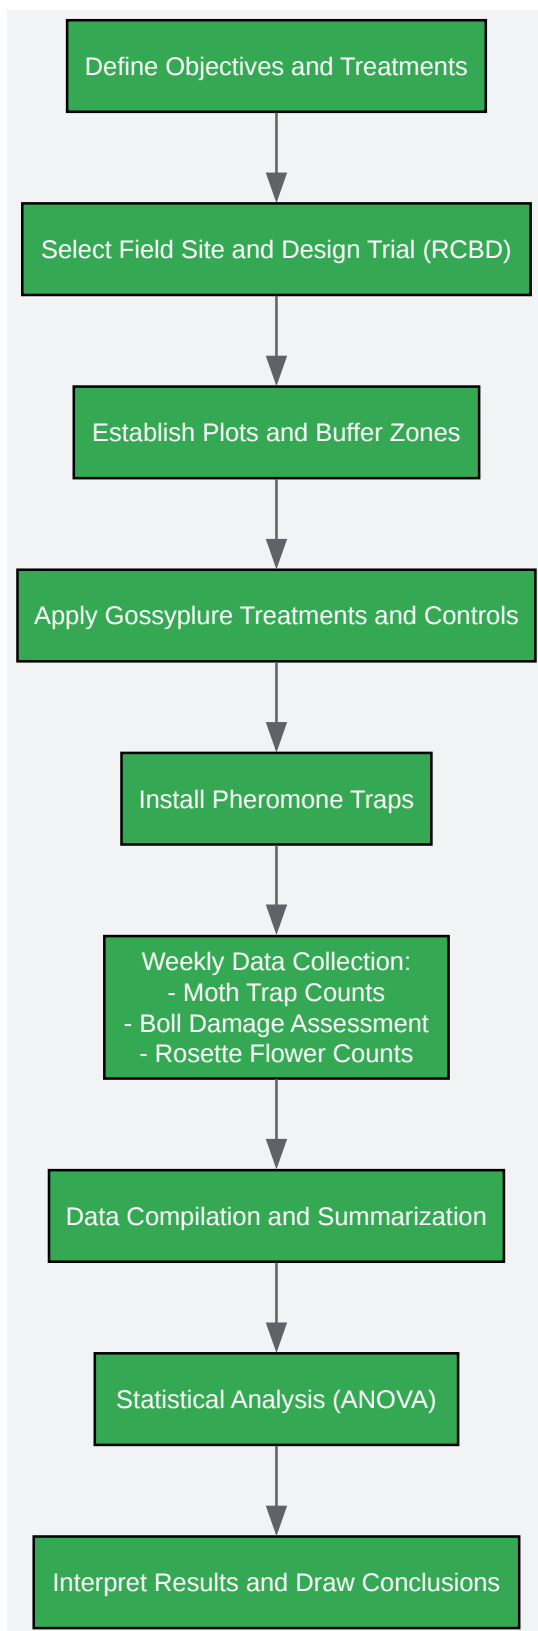 Define Objectives and Treatments
Select Field Site and Design Trial (RCBD)
Establish Plots and Buffer Zones
Apply Gossyplure Treatments and Controls
Install Pheromone Traps
Weekly Data Collection:
- Moth Trap Counts
- Boll Damage Assessment
- Rosette Flower Counts
Data Compilation and Summarization
Statistical Analysis (ANOVA)
Interpret Results and Draw Conclusions